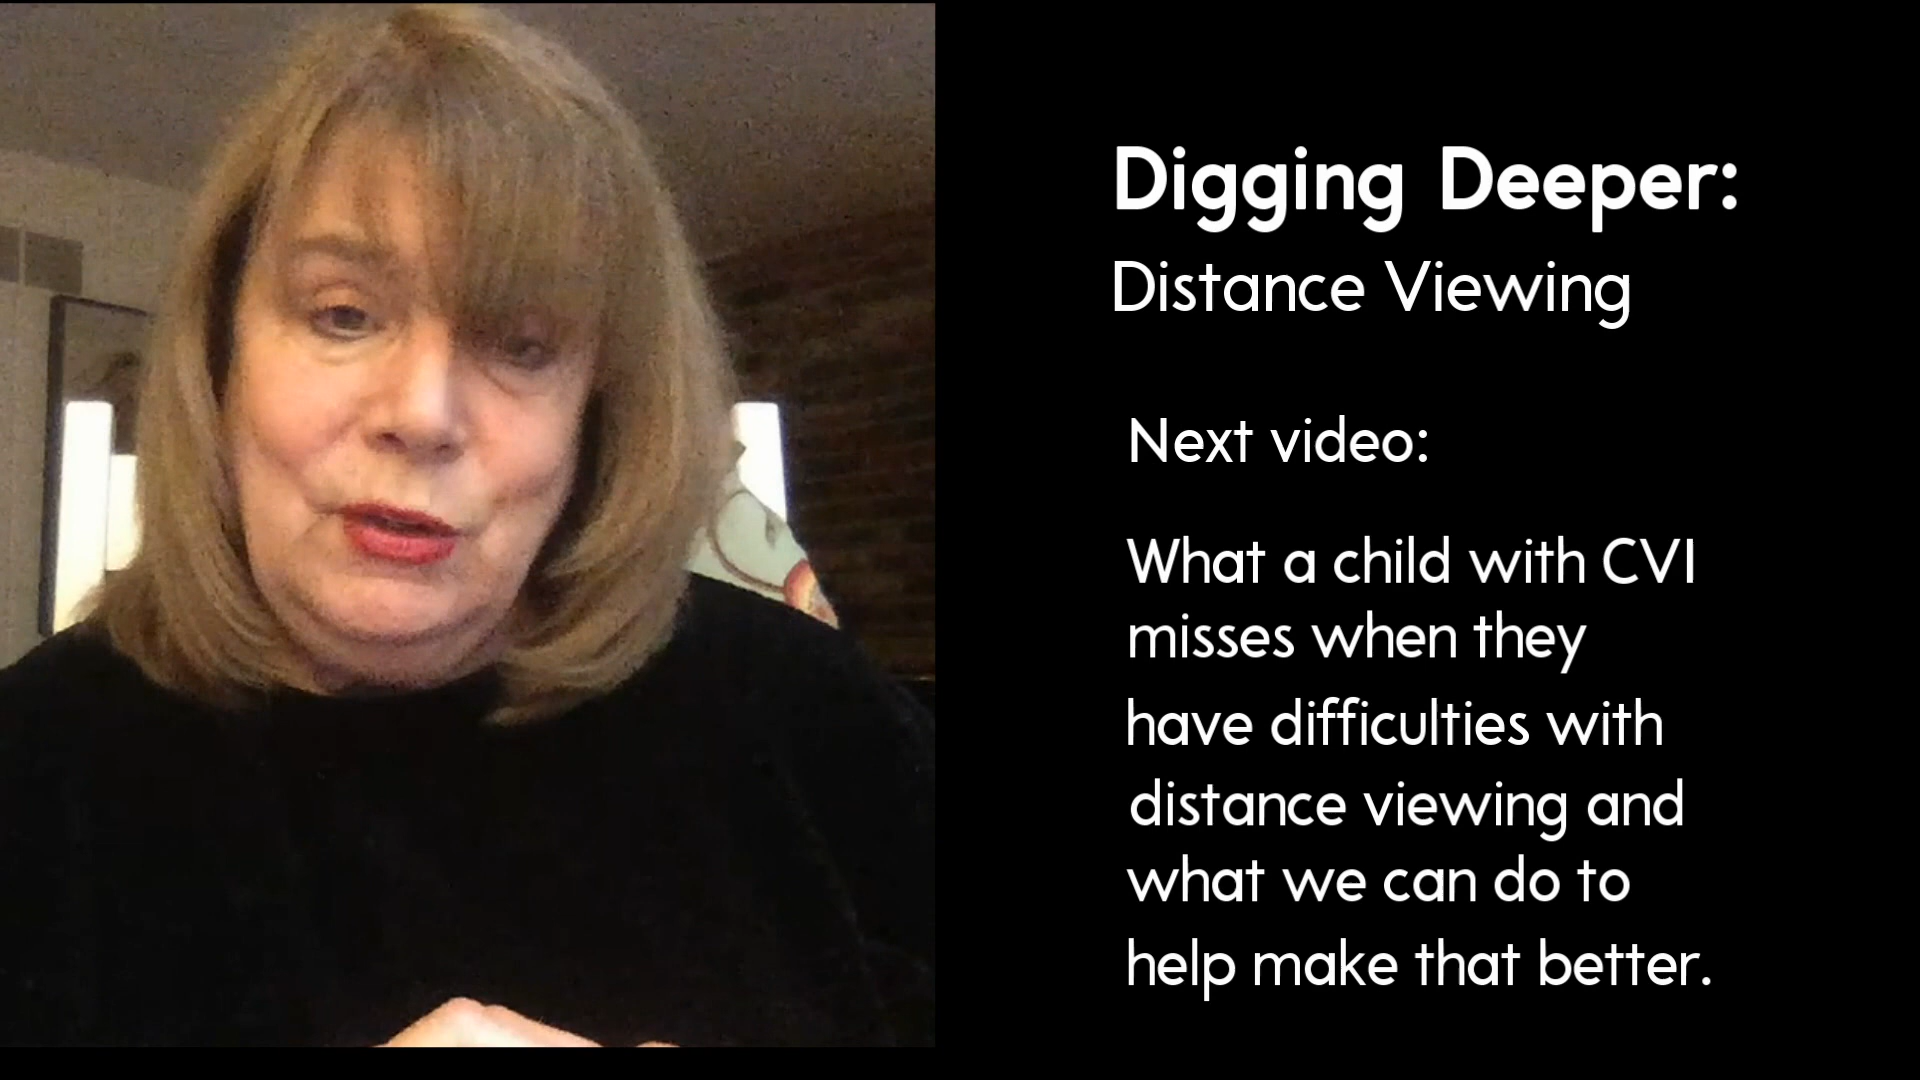 Digging Deeper:
Distance Viewing
Next video:
What a child with CVI
misses when they
have difficulties with
distance viewing and
what we can do to
help make that better.